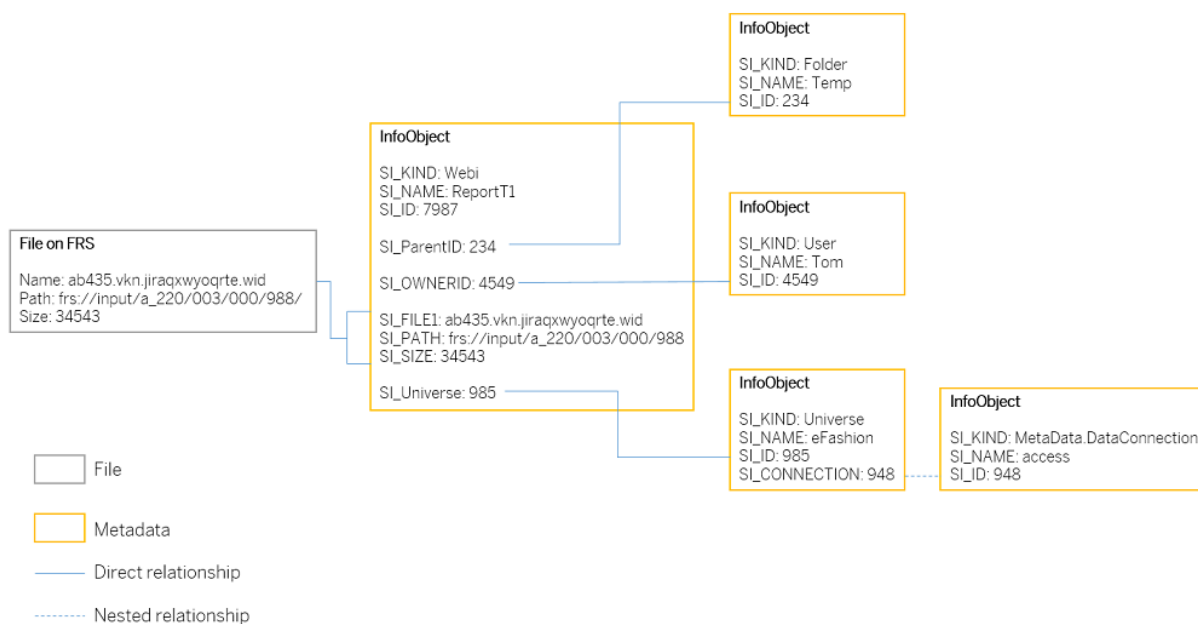 InfoObject
SI_KIND: Folder
SI_NAME: Temp
SI_ID: 234
InfoObject
SI_KIND: Webi
SI_NAME: ReportT1
SI_ID: 7987
SI_ParentID: 234
SI_OWNERID: 4549
SI_FILE1: ab435.vkn.jiraqxwyoqrte.wid
SI_PATH: frs://input/a_220/003/000/988
SI_SIZE: 34543
SI_Universe: 985
InfoObject
SI_KIND: User
SI_NAME: Tom
SI_ID: 4549
File on FRS
Name: ab435.vkn.jiraqxwyoqrte.wid
Path: frs://input/a_220/003/000/988/
Size: 34543
InfoObject
SI_KIND: Universe
SI_NAME: eFashion
SI_ID: 985
SI_CONNECTION: 948
InfoObject
SI_KIND: MetaData.DataConnection
SI_NAME: access
SI_ID: 948
File
Metadada
Direct relationship
Nested relationship